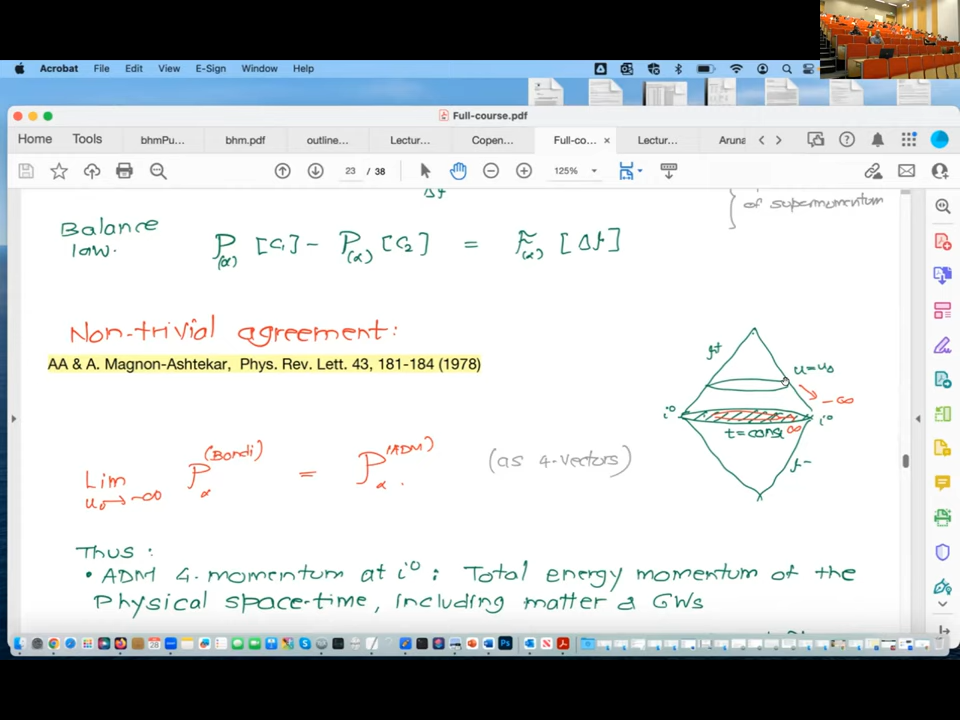 Acrobat File Edit View E-Sign Window Help
Full-course.pdf
Home Tools bhmPu... bhm.pdf outline... Lectur... Copen... Full-co... × Lectur... Aruna
23 / 38 125%
of supermomentum
Balance
law.
P(α) [C1] - P(α) [C2] = F(α) [Δℐ]
Non-trivial agreement:
AA & A. Magnon-Ashtekar, Phys. Rev. Lett. 43, 181-184 (1978)
ℐ+
u=u0
-∞
i° i°
t=const
∞
ℐ-
Lim u0→-∞ Pα (Bondi) = Pα (ADM) (as 4-vectors)
Thus :
• ADM 4-momentum at i° : Total energy momentum of the
Physical space-time, including matter & GWs